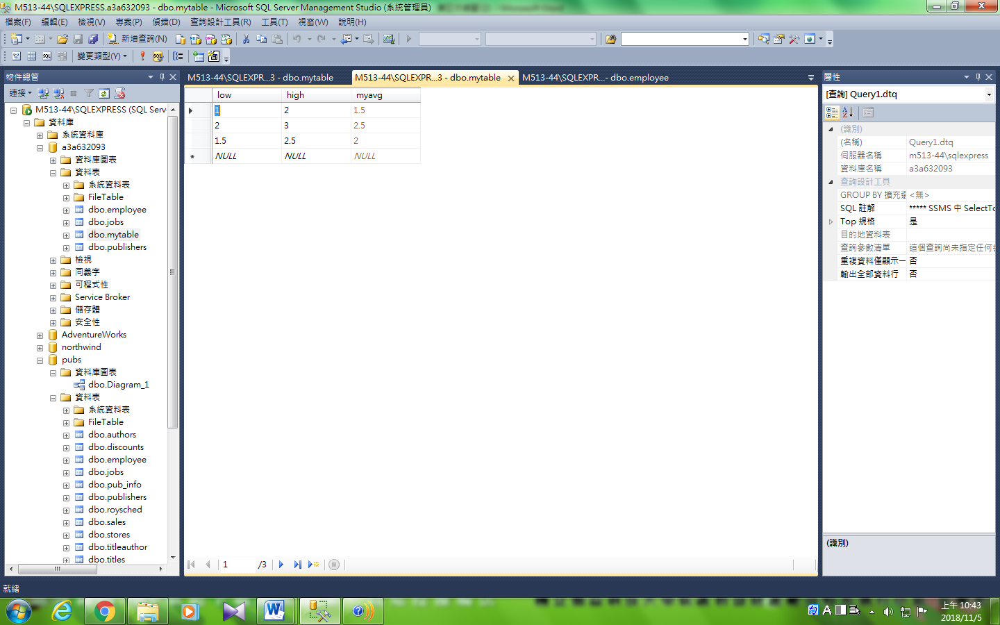 M513-44\SQLEXPRESS.a3a632093 - dbo.mytable - Microsoft SQL Server Management Studio (系統管理員)
檔案(F) 編輯(E) 檢視(V) 專案(P) 偵錯(D) 查詢設計工具(R) 工具(T) 視窗(W) 說明(H)
新增查詢(N)
變更類型(Y)
物件總管
連接
M513-44\SQLEXPRESS (SQL Serv
資料庫
系統資料庫
a3a632093
資料庫圖表
資料表
系統資料表
FileTable
dbo.employee
dbo.jobs
dbo.mytable
dbo.publishers
檢視
同義字
可程式性
Service Broker
儲存體
安全性
AdventureWorks
northwind
pubs
資料庫圖表
dbo.Diagram_1
資料表
系統資料表
FileTable
dbo.authors
dbo.discounts
dbo.employee
dbo.jobs
dbo.pub_info
dbo.publishers
dbo.roysched
dbo.sales
dbo.stores
dbo.titleauthor
dbo.titles
M513-44\SQLEXPR...3 - dbo.mytable M513-44\SQLEXPR...3 - dbo.mytable M513-44\SQLEXPR...- dbo.employee
low high myavg
1 2 1.5
2 3 2.5
1.5 2.5 2
NULL NULL NULL
1 /3
屬性
[查詢] Query1.dtq
(識別)
(名稱) Query1.dtq
伺服器名稱 m513-44\sqlexpress
資料庫名稱 a3a632093
查詢設計工具
GROUP BY 擴充選 <無>
SQL 註解 ***** SSMS 中 SelectTo
Top 規格 是
目的地資料表
查詢參數清單 這個查詢尚未指定任何
重複資料僅顯示一 否
輸出全部資料行 否
(識別)
就緒
A
上午 10:43
2018/11/5